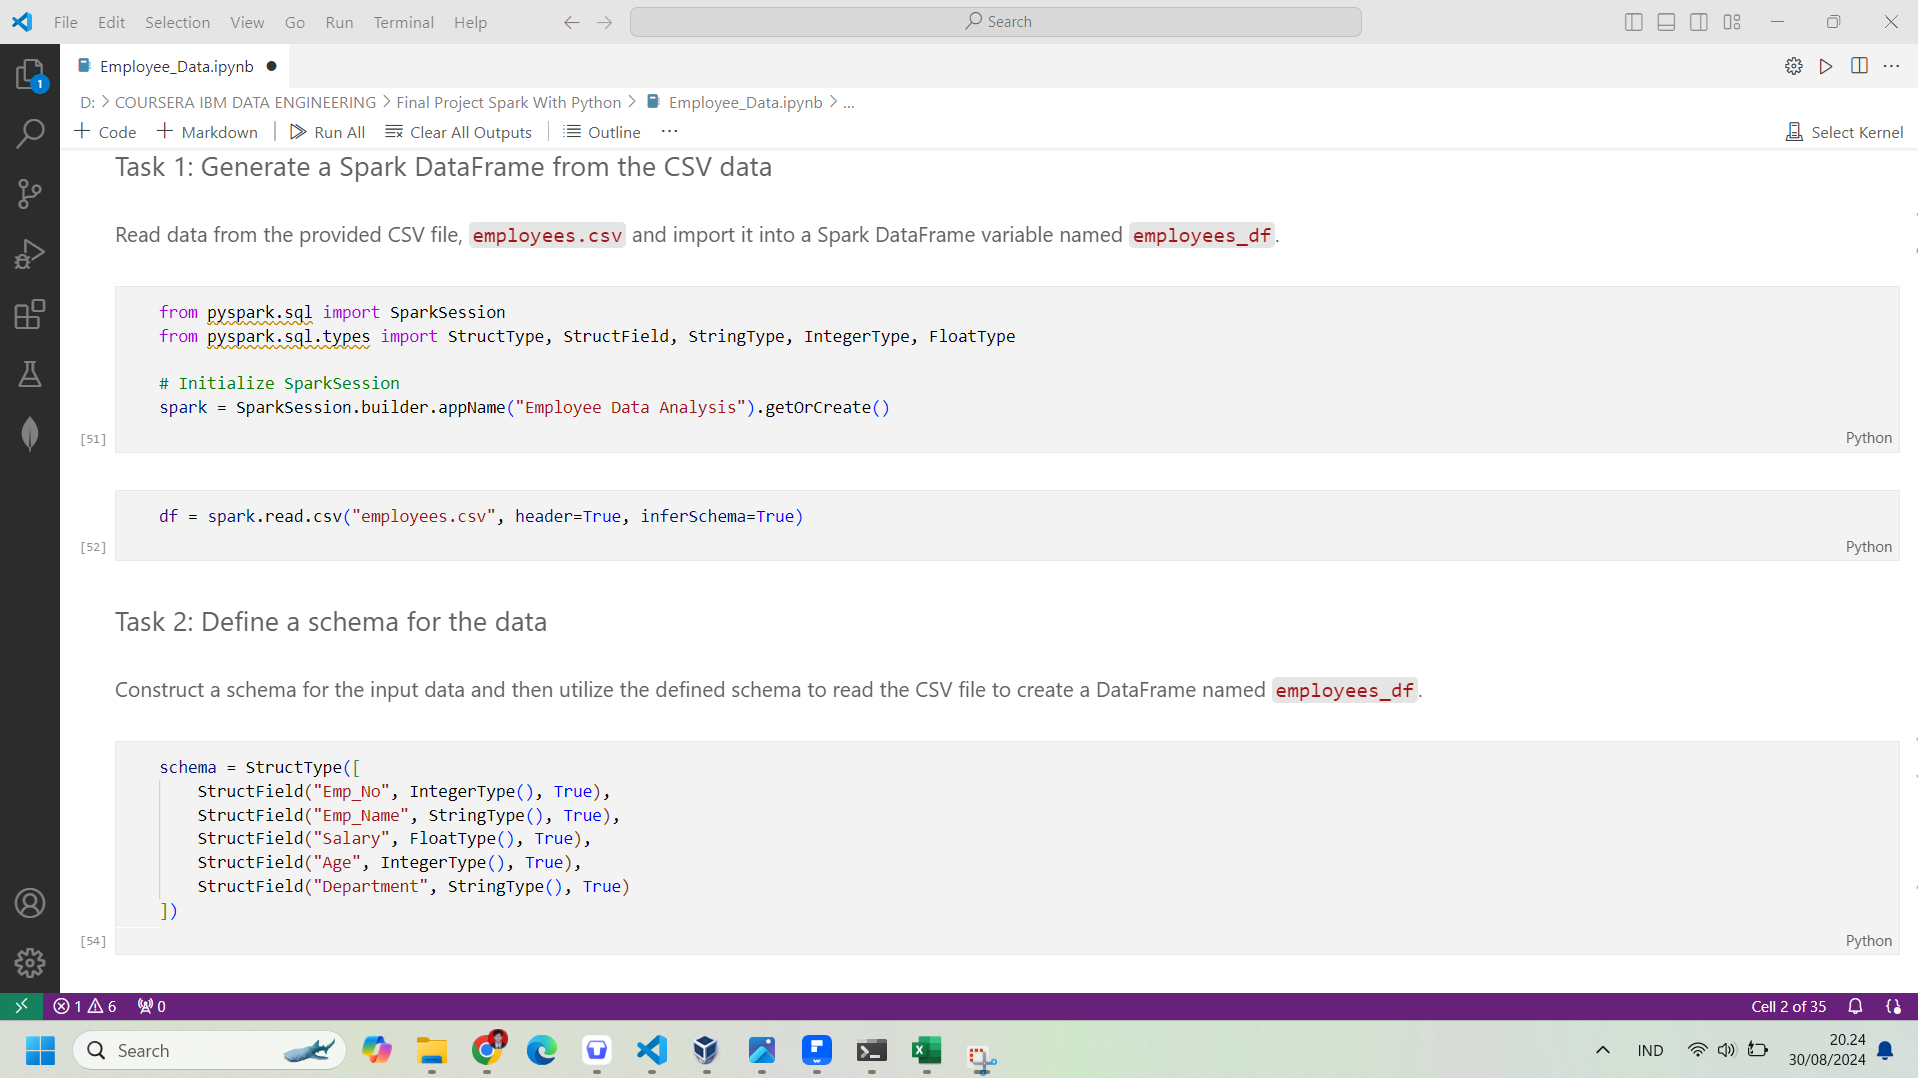 File Edit Selection View Go Run Terminal Help
Search
1
Employee_Data.ipynb
D: > COURSERA IBM DATA ENGINEERING > Final Project Spark With Python > Employee_Data.ipynb > ...
+ Code + Markdown Run All Clear All Outputs Outline ...
Select Kernel
Task 1: Generate a Spark DataFrame from the CSV data
Read data from the provided CSV file, employees.csv and import it into a Spark DataFrame variable named employees_df.
from pyspark.sql import SparkSession
from pyspark.sql.types import StructType, StructField, StringType, IntegerType, FloatType
# Initialize SparkSession
spark = SparkSession.builder.appName("Employee Data Analysis").getOrCreate()
[51]
Python
df = spark.read.csv("employees.csv", header=True, inferSchema=True)
[52]
Python
Task 2: Define a schema for the data
Construct a schema for the input data and then utilize the defined schema to read the CSV file to create a DataFrame named employees_df.
schema = StructType([
    StructField("Emp_No", IntegerType(), True),
    StructField("Emp_Name", StringType(), True),
    StructField("Salary", FloatType(), True),
    StructField("Age", IntegerType(), True),
    StructField("Department", StringType(), True)
])
[54]
Python
1 6 0
Cell 2 of 35
Search
IND
20.24
30/08/2024